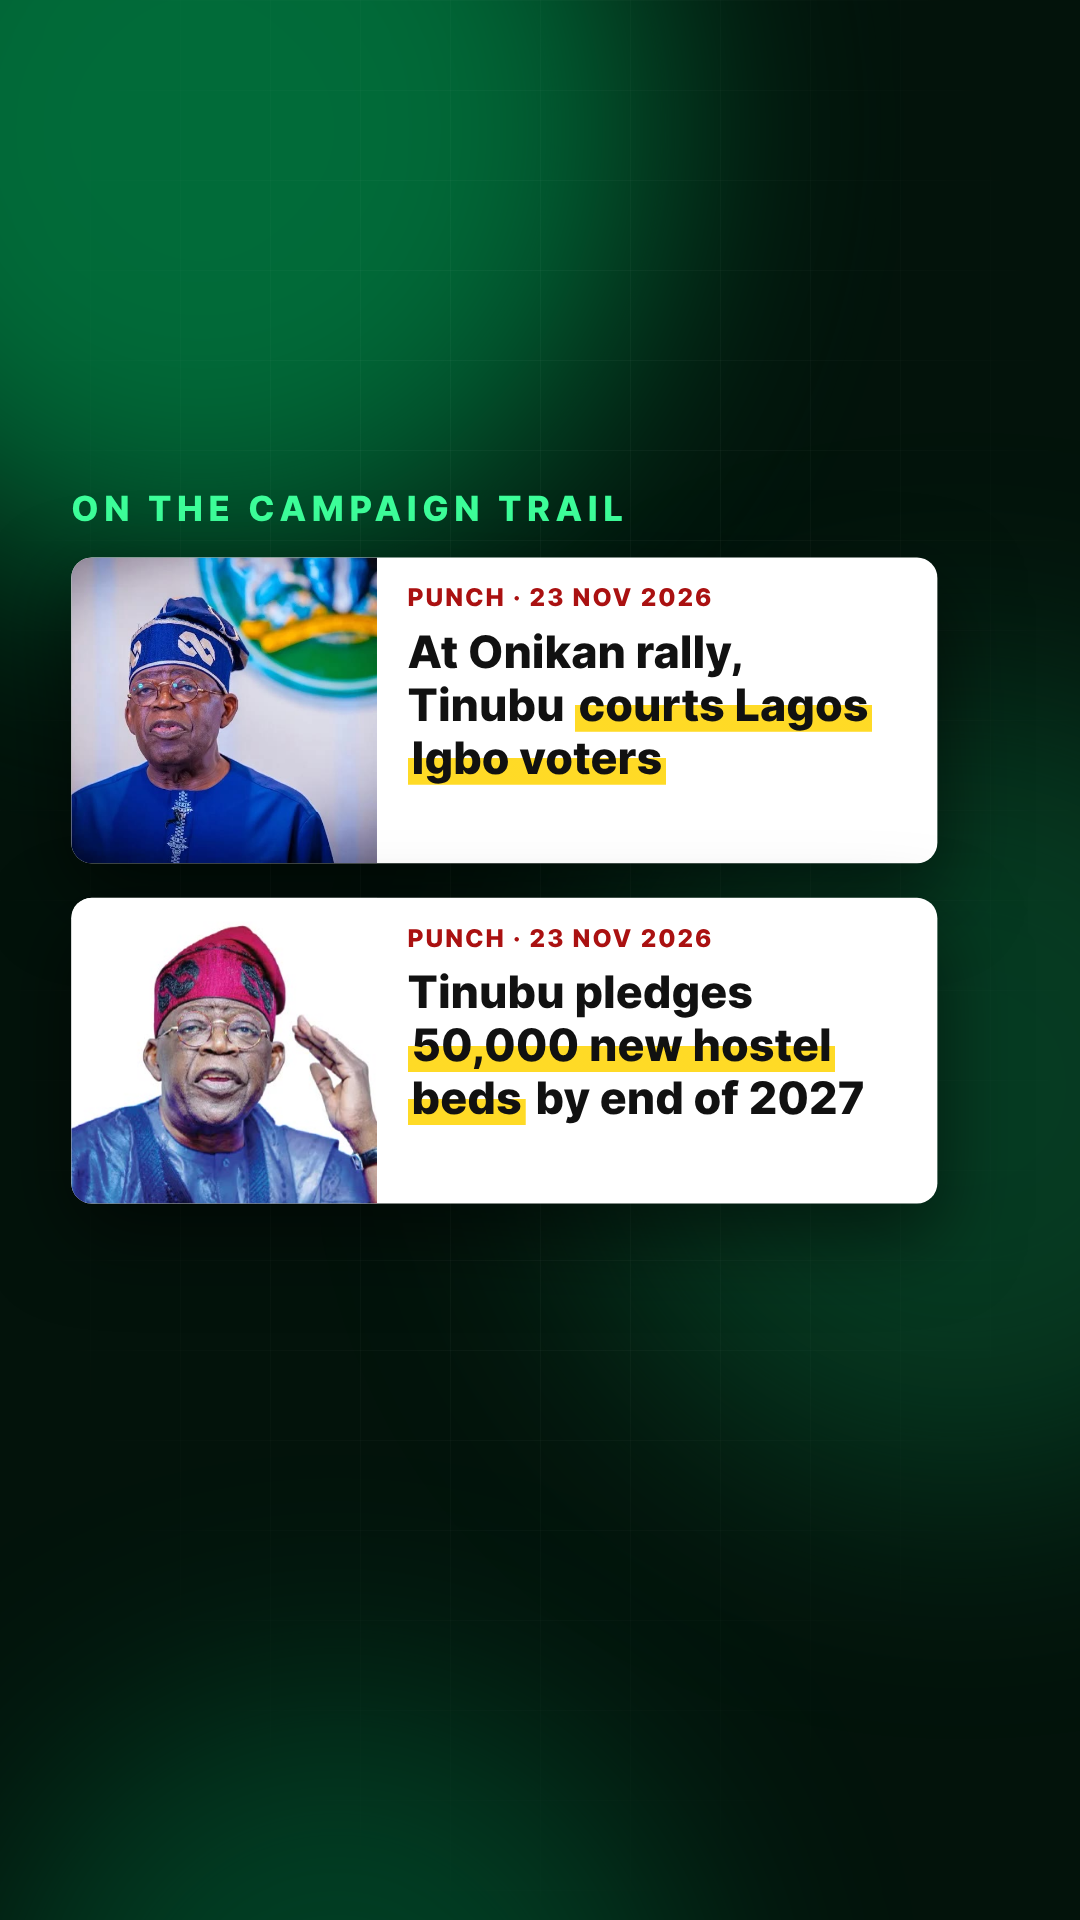 ON THE CAMPAIGN TRAIL
PUNCH · 23 NOV 2026
At Onikan rally,
Tinubu courts Lagos
Igbo voters
PUNCH · 23 NOV 2026
Tinubu pledges
50,000 new hostel
beds by end of 2027